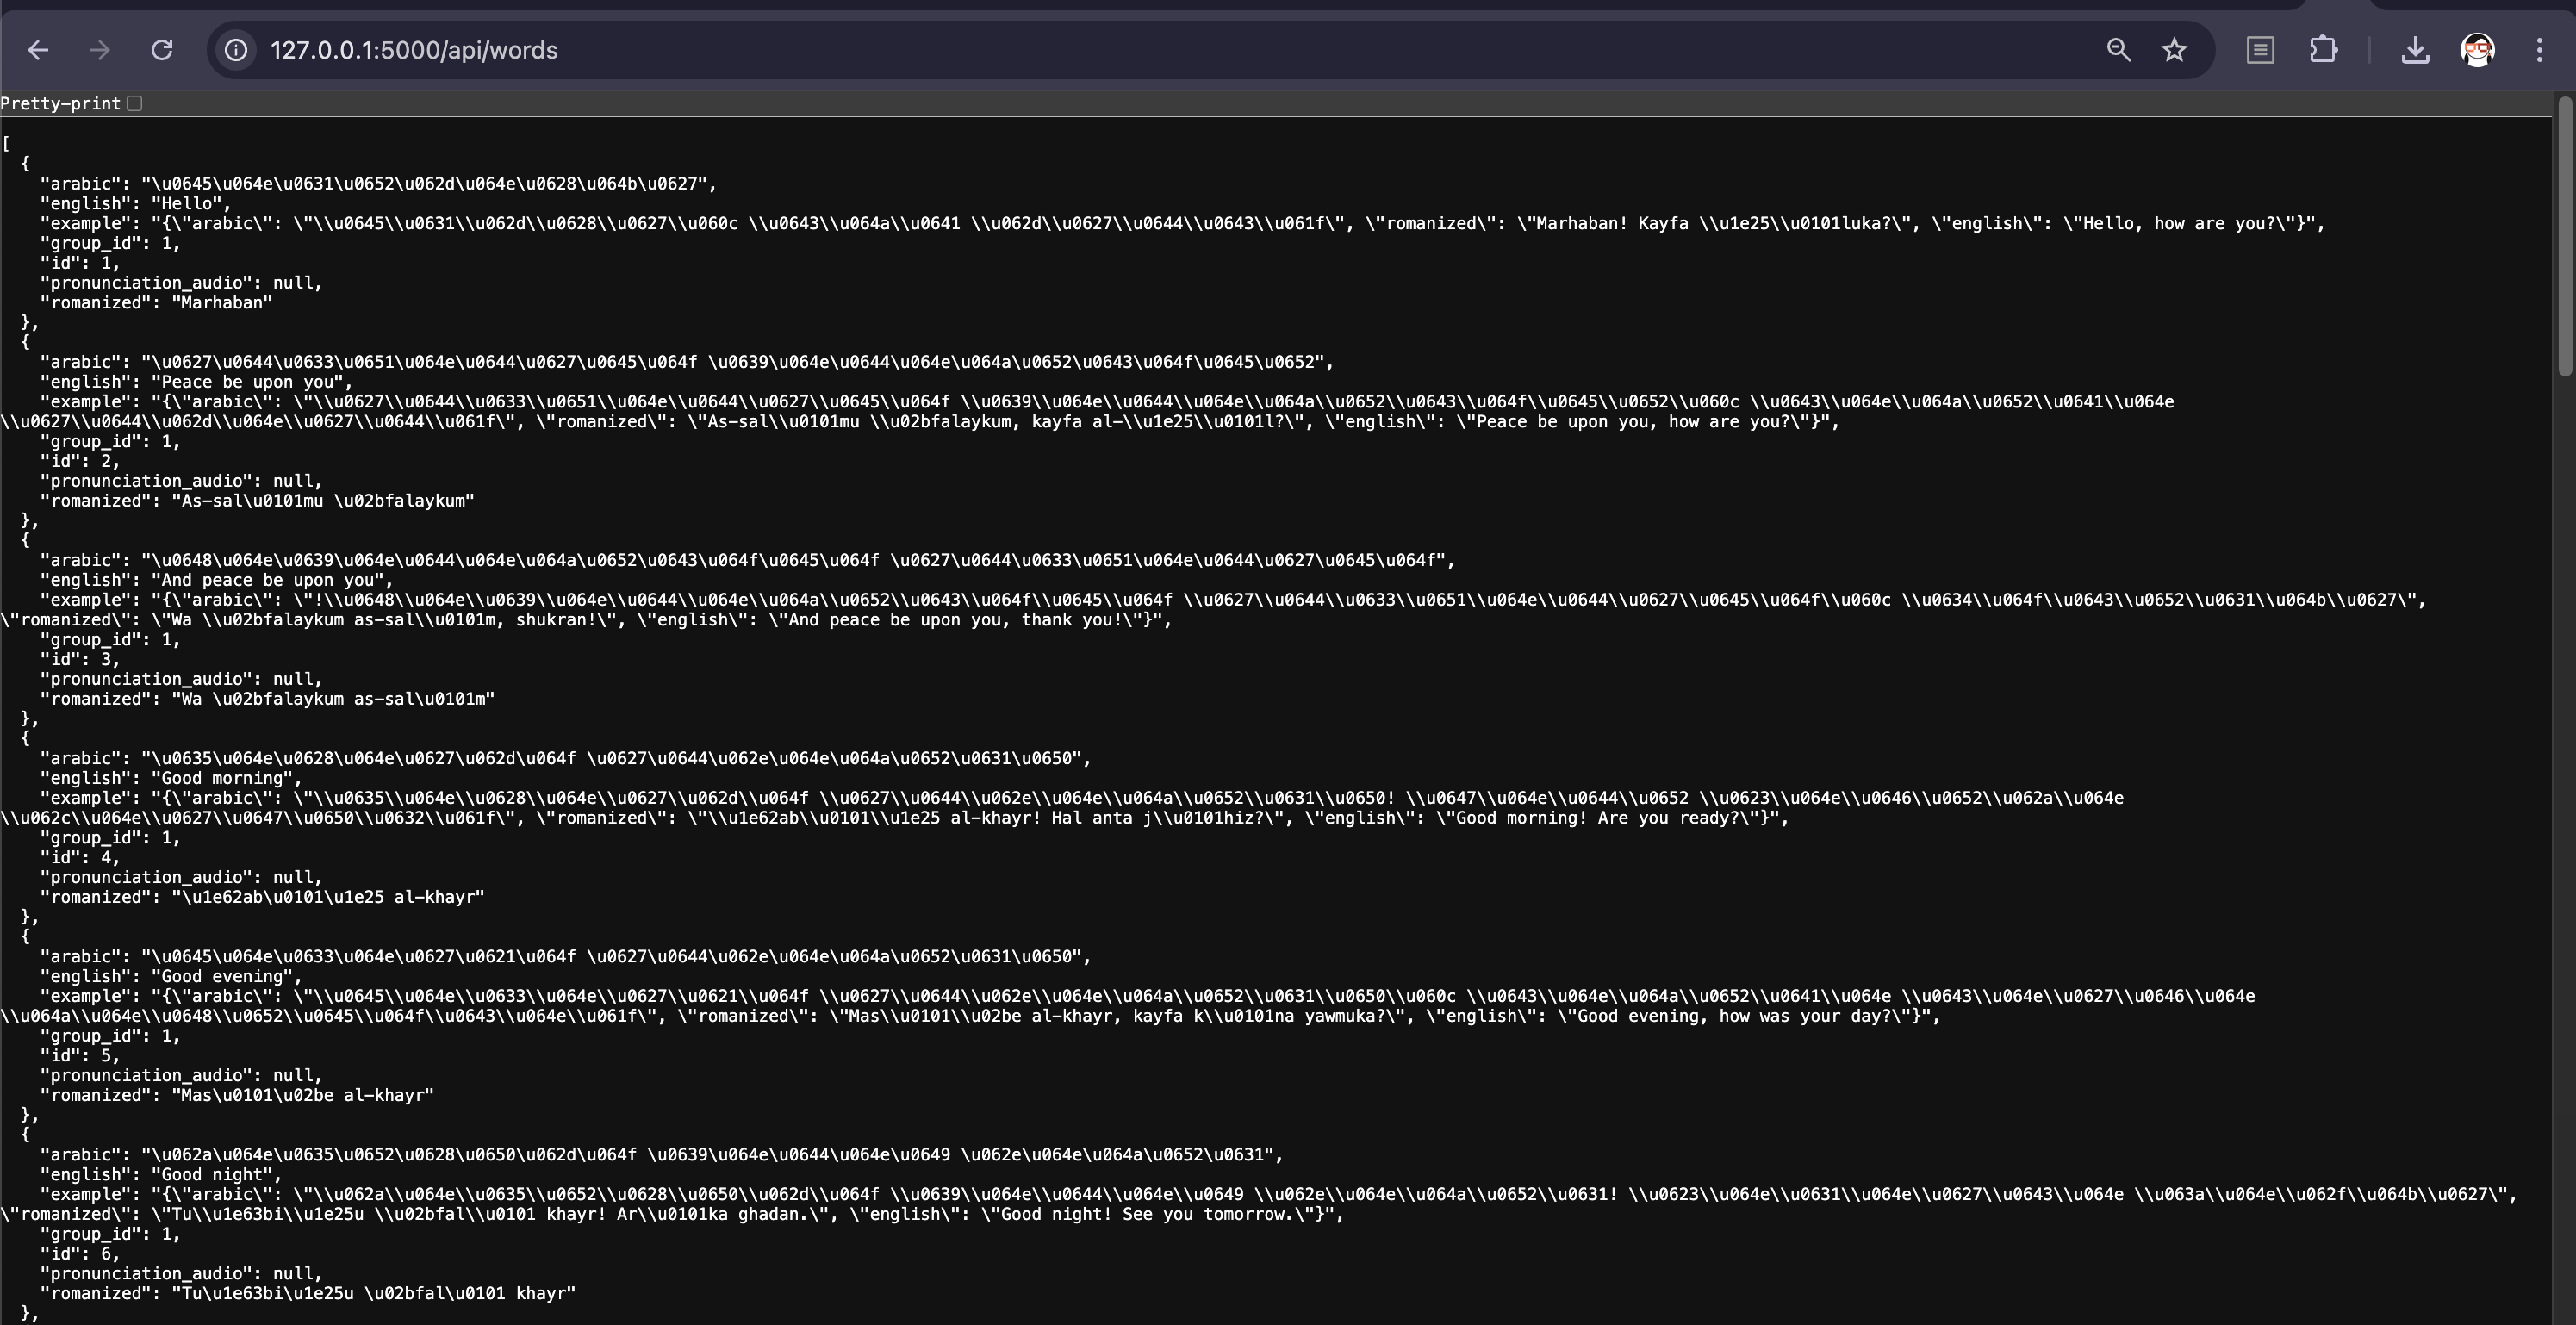 127.0.0.1:5000/api/words
Pretty-print
[
{
"arabic": "\u0645\u064e\u0631\u0652\u062d\u064e\u0628\u064b\u0627",
"english": "Hello",
"example": "{\"arabic\": \"\\u0645\\u0631\\u062d\\u0628\\u0627\\u060c \\u0643\\u064a\\u0641 \\u062d\\u0627\\u0644\\u0643\\u061f\", \"romanized\": \"Marhaban! Kayfa \\u1e25\\u0101luka?\", \"english\": \"Hello, how are you?\"}",
"group_id": 1,
"id": 1,
"pronunciation_audio": null,
"romanized": "Marhaban"
},
{
"arabic": "\u0627\u0644\u0633\u0651\u064e\u0644\u0627\u0645\u064f \u0639\u064e\u0644\u064e\u064a\u0652\u0643\u064f\u0645\u0652",
"english": "Peace be upon you",
"example": "{\"arabic\": \"\\u0627\\u0644\\u0633\\u0651\\u064e\\u0644\\u0627\\u0645\\u064f \\u0639\\u064e\\u0644\\u064e\\u064a\\u0652\\u0643\\u064f\\u0645\\u0652\\u060c \\u0643\\u064e\\u064a\\u0652\\u0641\\u064e
\\u0627\\u0644\\u062d\\u064e\\u0627\\u0644\\u061f\", \"romanized\": \"As-sal\\u0101mu \\u02bfalaykum, kayfa al-\\u1e25\\u0101l?\", \"english\": \"Peace be upon you, how are you?\"}",
"group_id": 1,
"id": 2,
"pronunciation_audio": null,
"romanized": "As-sal\u0101mu \u02bfalaykum"
},
{
"arabic": "\u0648\u064e\u0639\u064e\u0644\u064e\u064a\u0652\u0643\u064f\u0645\u064f \u0627\u0644\u0633\u0651\u064e\u0644\u0627\u0645\u064f",
"english": "And peace be upon you",
"example": "{\"arabic\": \"!\\u0648\\u064e\\u0639\\u064e\\u0644\\u064e\\u064a\\u0652\\u0643\\u064f\\u0645\\u064f \\u0627\\u0644\\u0633\\u0651\\u064e\\u0644\\u0627\\u0645\\u064f\\u060c \\u0634\\u064f\\u0643\\u0652\\u0631\\u064b\\u0627\",
\"romanized\": \"Wa \\u02bfalaykum as-sal\\u0101m, shukran!\", \"english\": \"And peace be upon you, thank you!\"}",
"group_id": 1,
"id": 3,
"pronunciation_audio": null,
"romanized": "Wa \u02bfalaykum as-sal\u0101m"
},
{
"arabic": "\u0635\u064e\u0628\u064e\u0627\u062d\u064f \u0627\u0644\u062e\u064e\u064a\u0652\u0631\u0650",
"english": "Good morning",
"example": "{\"arabic\": \"\\u0635\\u064e\\u0628\\u064e\\u0627\\u062d\\u064f \\u0627\\u0644\\u062e\\u064e\\u064a\\u0652\\u0631\\u0650! \\u0647\\u064e\\u0644\\u0652 \\u0623\\u064e\\u0646\\u0652\\u062a\\u064e
\\u062c\\u064e\\u0627\\u0647\\u0650\\u0632\\u061f\", \"romanized\": \"\\u1e62ab\\u0101\\u1e25 al-khayr! Hal anta j\\u0101hiz?\", \"english\": \"Good morning! Are you ready?\"}",
"group_id": 1,
"id": 4,
"pronunciation_audio": null,
"romanized": "\u1e62ab\u0101\u1e25 al-khayr"
},
{
"arabic": "\u0645\u064e\u0633\u064e\u0627\u0621\u064f \u0627\u0644\u062e\u064e\u064a\u0652\u0631\u0650",
"english": "Good evening",
"example": "{\"arabic\": \"\\u0645\\u064e\\u0633\\u064e\\u0627\\u0621\\u064f \\u0627\\u0644\\u062e\\u064e\\u064a\\u0652\\u0631\\u0650\\u060c \\u0643\\u064e\\u064a\\u0652\\u0641\\u064e \\u0643\\u064e\\u0627\\u0646\\u064e
\\u064a\\u064e\\u0648\\u0652\\u0645\\u064f\\u0643\\u064e\\u061f\", \"romanized\": \"Mas\\u0101\\u02be al-khayr, kayfa k\\u0101na yawmuka?\", \"english\": \"Good evening, how was your day?\"}",
"group_id": 1,
"id": 5,
"pronunciation_audio": null,
"romanized": "Mas\u0101\u02be al-khayr"
},
{
"arabic": "\u062a\u064e\u0635\u0652\u0628\u0650\u062d\u064f \u0639\u064e\u0644\u064e\u0649 \u062e\u064e\u064a\u0652\u0631",
"english": "Good night",
"example": "{\"arabic\": \"\\u062a\\u064e\\u0635\\u0652\\u0628\\u0650\\u062d\\u064f \\u0639\\u064e\\u0644\\u064e\\u0649 \\u062e\\u064e\\u064a\\u0652\\u0631! \\u0623\\u064e\\u0631\\u064e\\u0627\\u0643\\u064e \\u063a\\u064e\\u062f\\u064b\\u0627\",
\"romanized\": \"Tu\\u1e63bi\\u1e25u \\u02bfal\\u0101 khayr! Ar\\u0101ka ghadan.\", \"english\": \"Good night! See you tomorrow.\"}",
"group_id": 1,
"id": 6,
"pronunciation_audio": null,
"romanized": "Tu\u1e63bi\u1e25u \u02bfal\u0101 khayr"
},